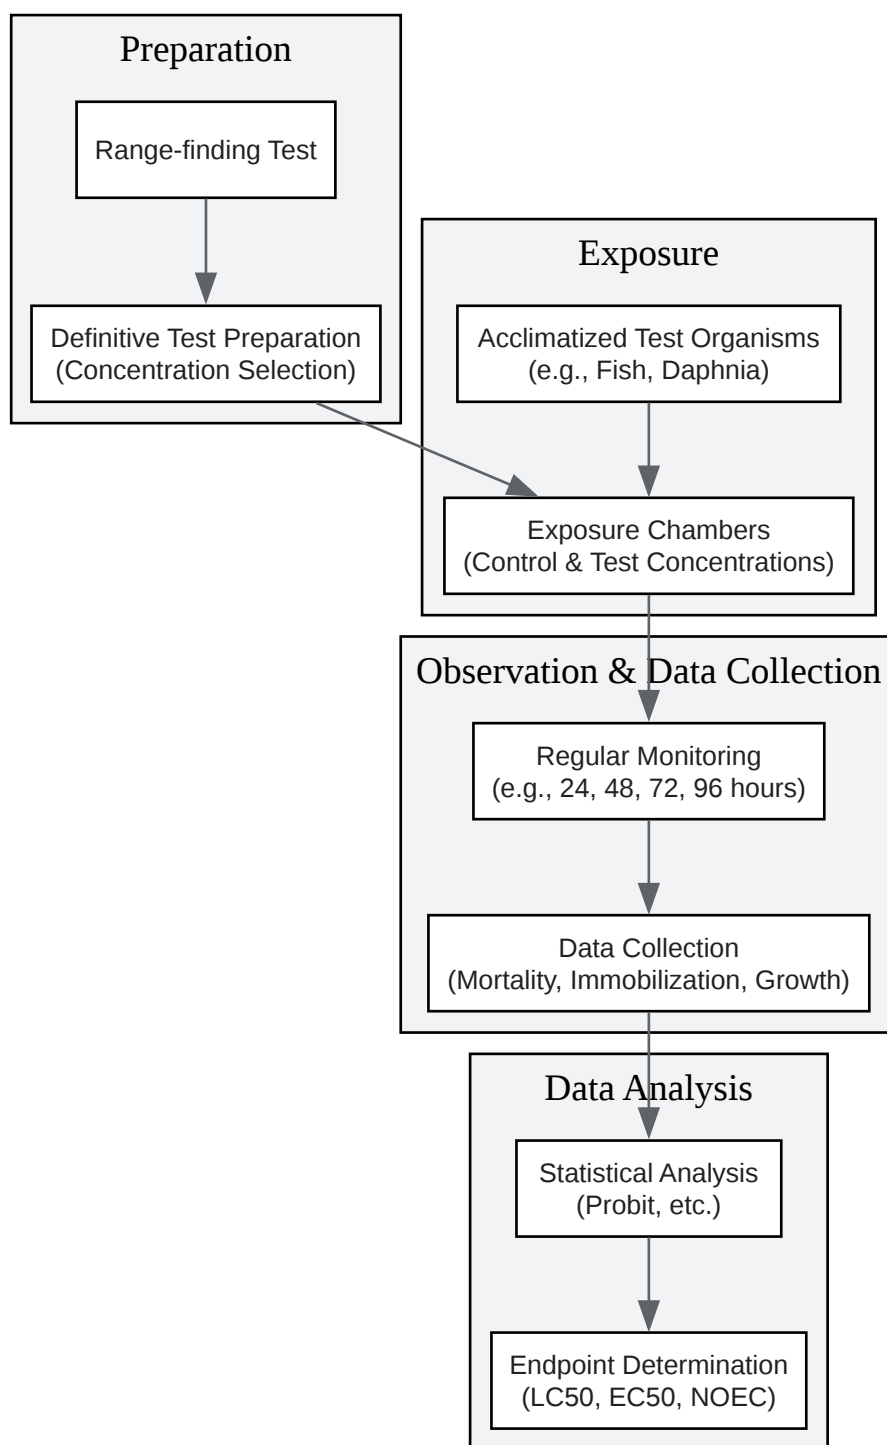 Preparation
Range-finding Test
Definitive Test Preparation
(Concentration Selection)
Exposure
Acclimatized Test Organisms
(e.g., Fish, Daphnia)
Exposure Chambers
(Control & Test Concentrations)
Observation & Data Collection
Regular Monitoring
(e.g., 24, 48, 72, 96 hours)
Data Collection
(Mortality, Immobilization, Growth)
Data Analysis
Statistical Analysis
(Probit, etc.)
Endpoint Determination
(LC50, EC50, NOEC)